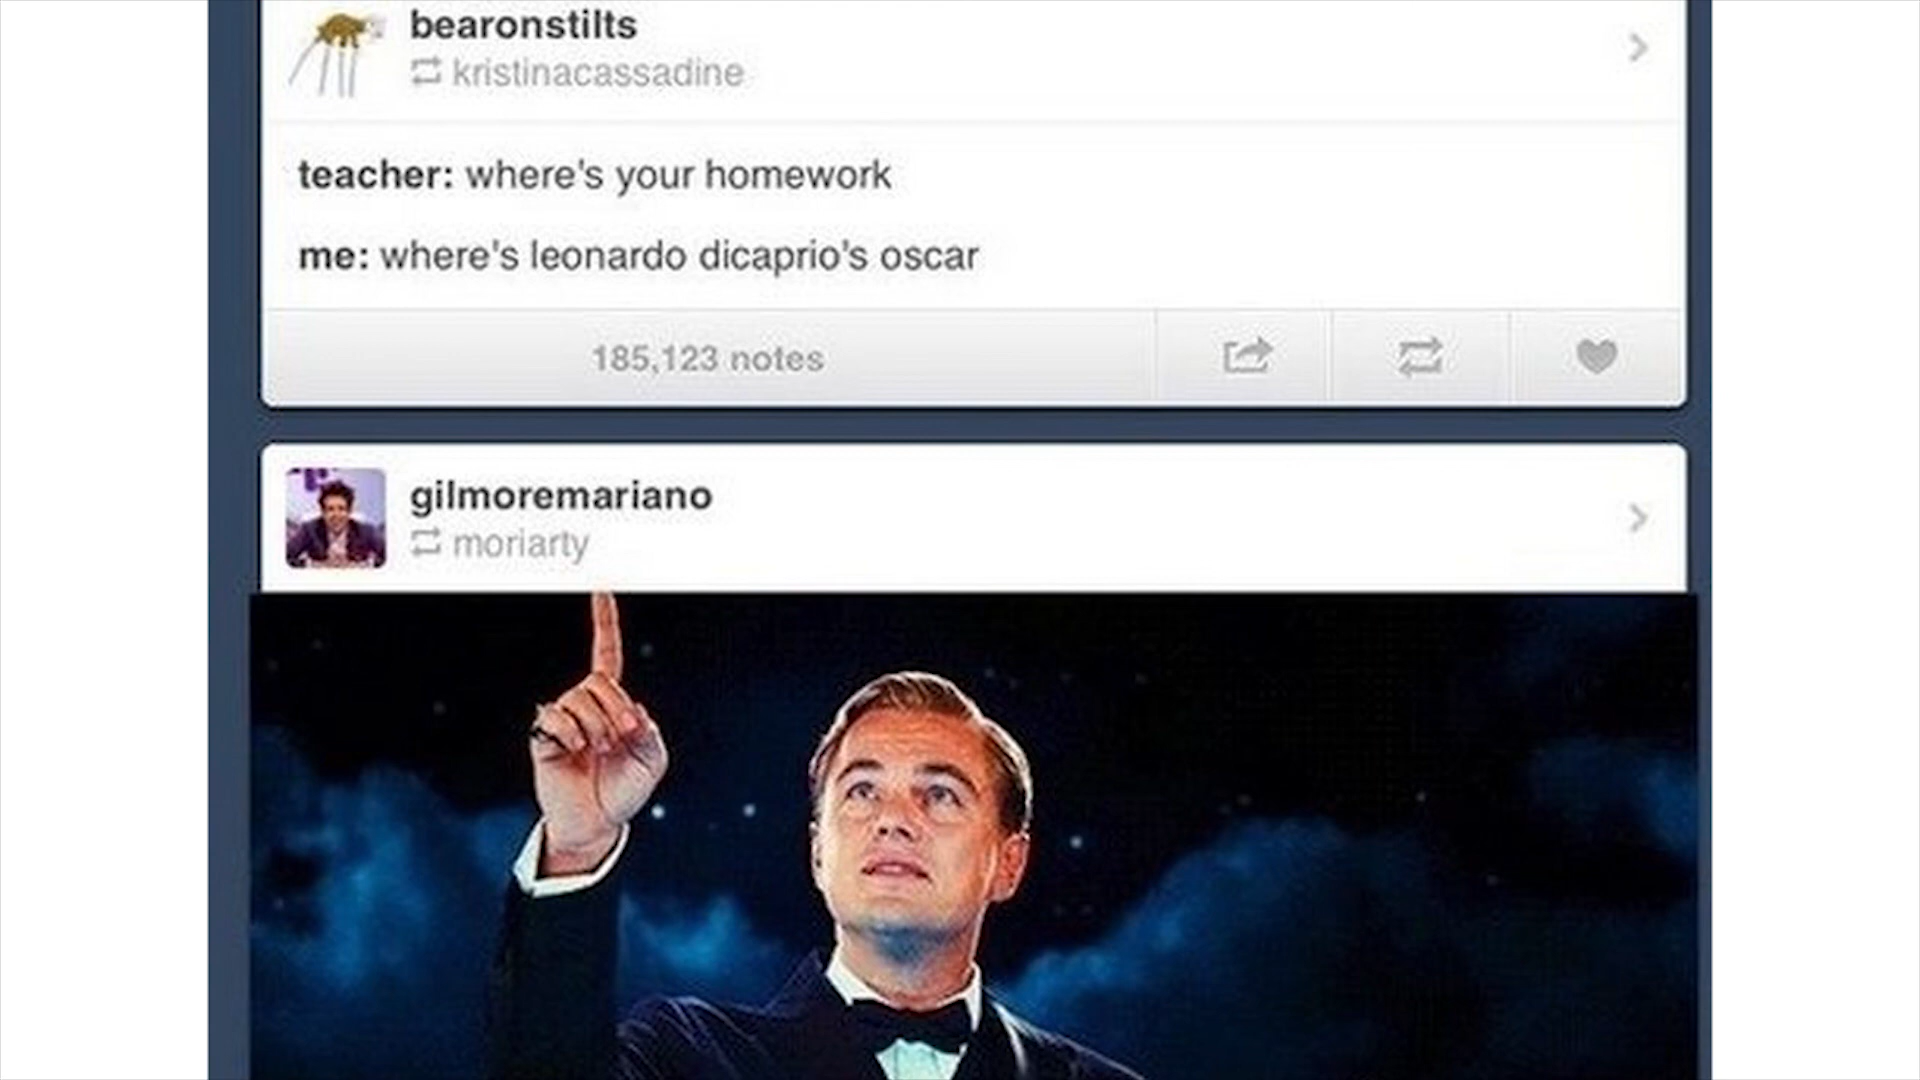 bearonstilts
kristinacassadine
teacher: where's your homework
me: where's leonardo dicaprio's oscar
185,123 notes
gilmoremariano
moriarty